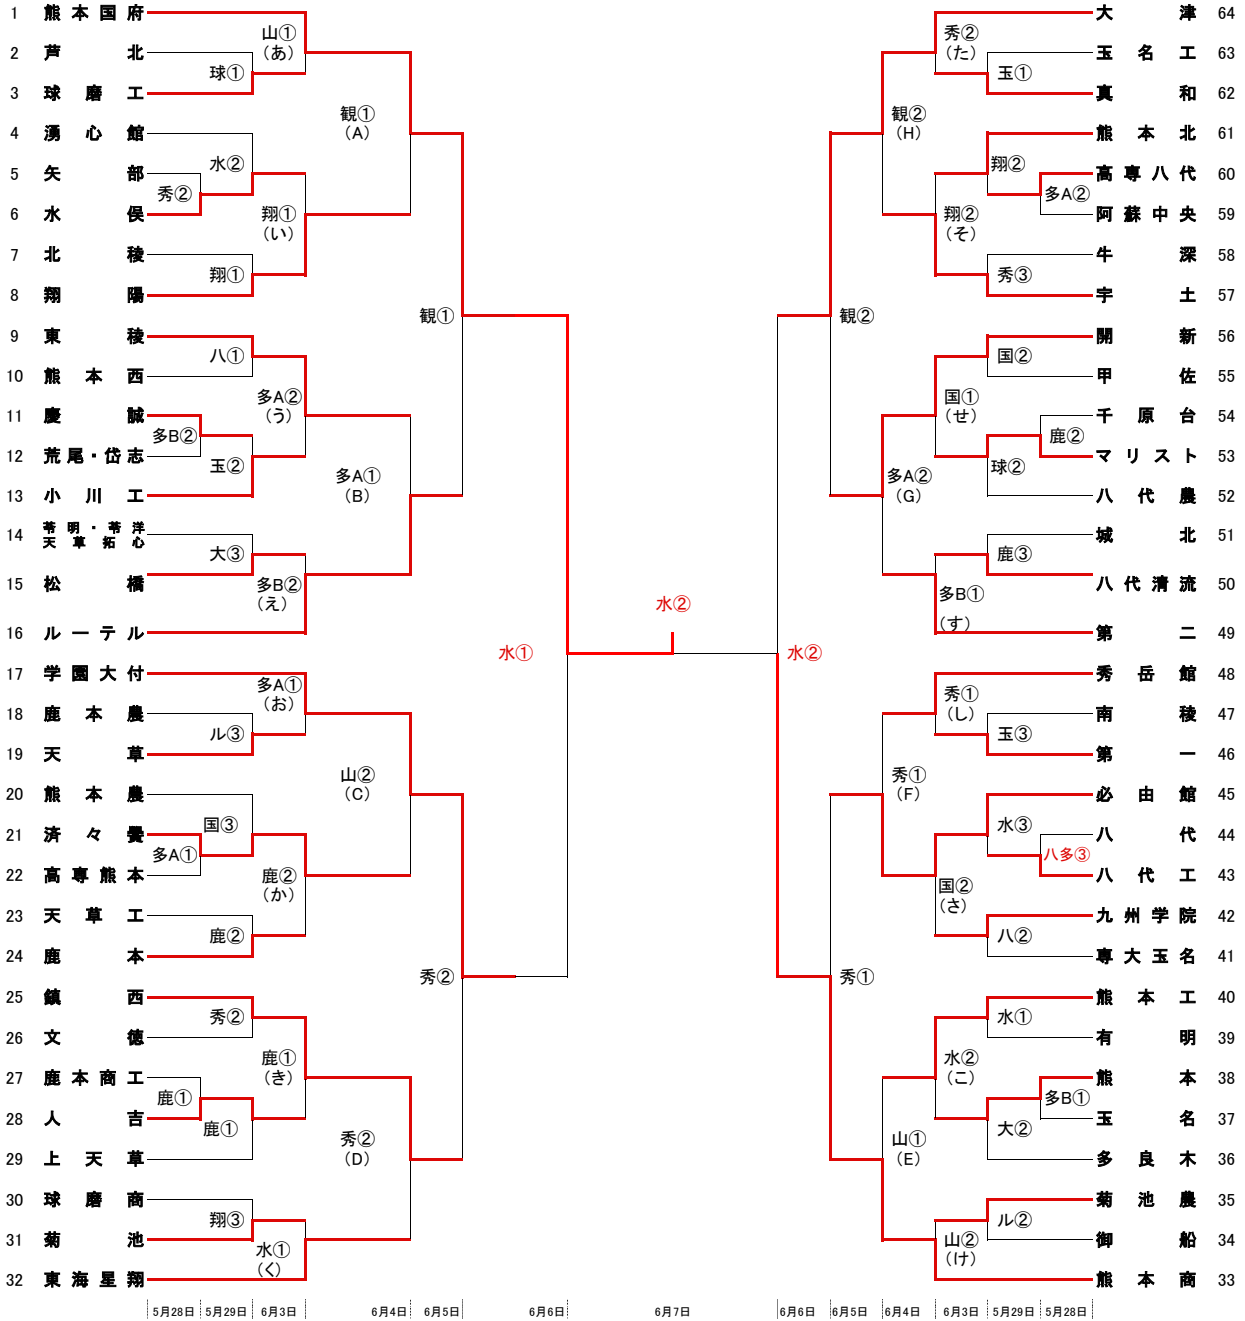 1 熊本国府
2 芦北
3 球磨工
4 湧心館
5 矢部
6 水俣
7 北稜
8 翔陽
9 東稜
10 熊本西
11 慶誠
12 荒尾・岱志
13 小川工
14 苓明・苓洋
天草拓心
15 松橋
16 ルーテル
17 学園大付
18 鹿本農
19 天草
20 熊本農
21 済々黌
22 高専熊本
23 天草工
24 鹿本
25 鎮西
26 文徳
27 鹿本商工
28 人吉
29 上天草
30 球磨商
31 菊池
32 東海星翔
秀②
多B②
多A①
鹿①
球①
水②
翔①
八①
玉②
大③
ル③
国③
鹿②
秀②
鹿①
翔③
山①
(あ)
翔①
(い)
多A②
(う)
多B②
(え)
多A①
(お)
鹿②
(か)
鹿①
(き)
水①
(く)
観①
(A)
多A①
(B)
山②
(C)
秀②
(D)
観①
秀②
水①
水②
水②
観②
秀①
観②
(H)
多A②
(G)
秀①
(F)
山①
(E)
秀②
(た)
翔②
(そ)
国①
(せ)
多B①
(す)
秀①
(し)
国②
(さ)
水②
(こ)
山②
(け)
玉①
翔②
秀③
国②
球②
鹿③
玉③
水③
八②
水①
大②
ル②
多A②
鹿②
八多③
多B①
大津 64
玉名工 63
真和 62
熊本北 61
高専八代 60
阿蘇中央 59
牛深 58
宇土 57
開新 56
甲佐 55
千原台 54
マリスト 53
八代農 52
城北 51
八代清流 50
第二 49
秀岳館 48
南稜 47
第一 46
必由館 45
八代 44
八代工 43
九州学院 42
専大玉名 41
熊本工 40
有明 39
熊本 38
玉名 37
多良木 36
菊池農 35
御船 34
熊本商 33
5月28日 5月29日 6月3日 6月4日 6月5日 6月6日 6月7日 6月6日 6月5日 6月4日 6月3日 5月29日 5月28日